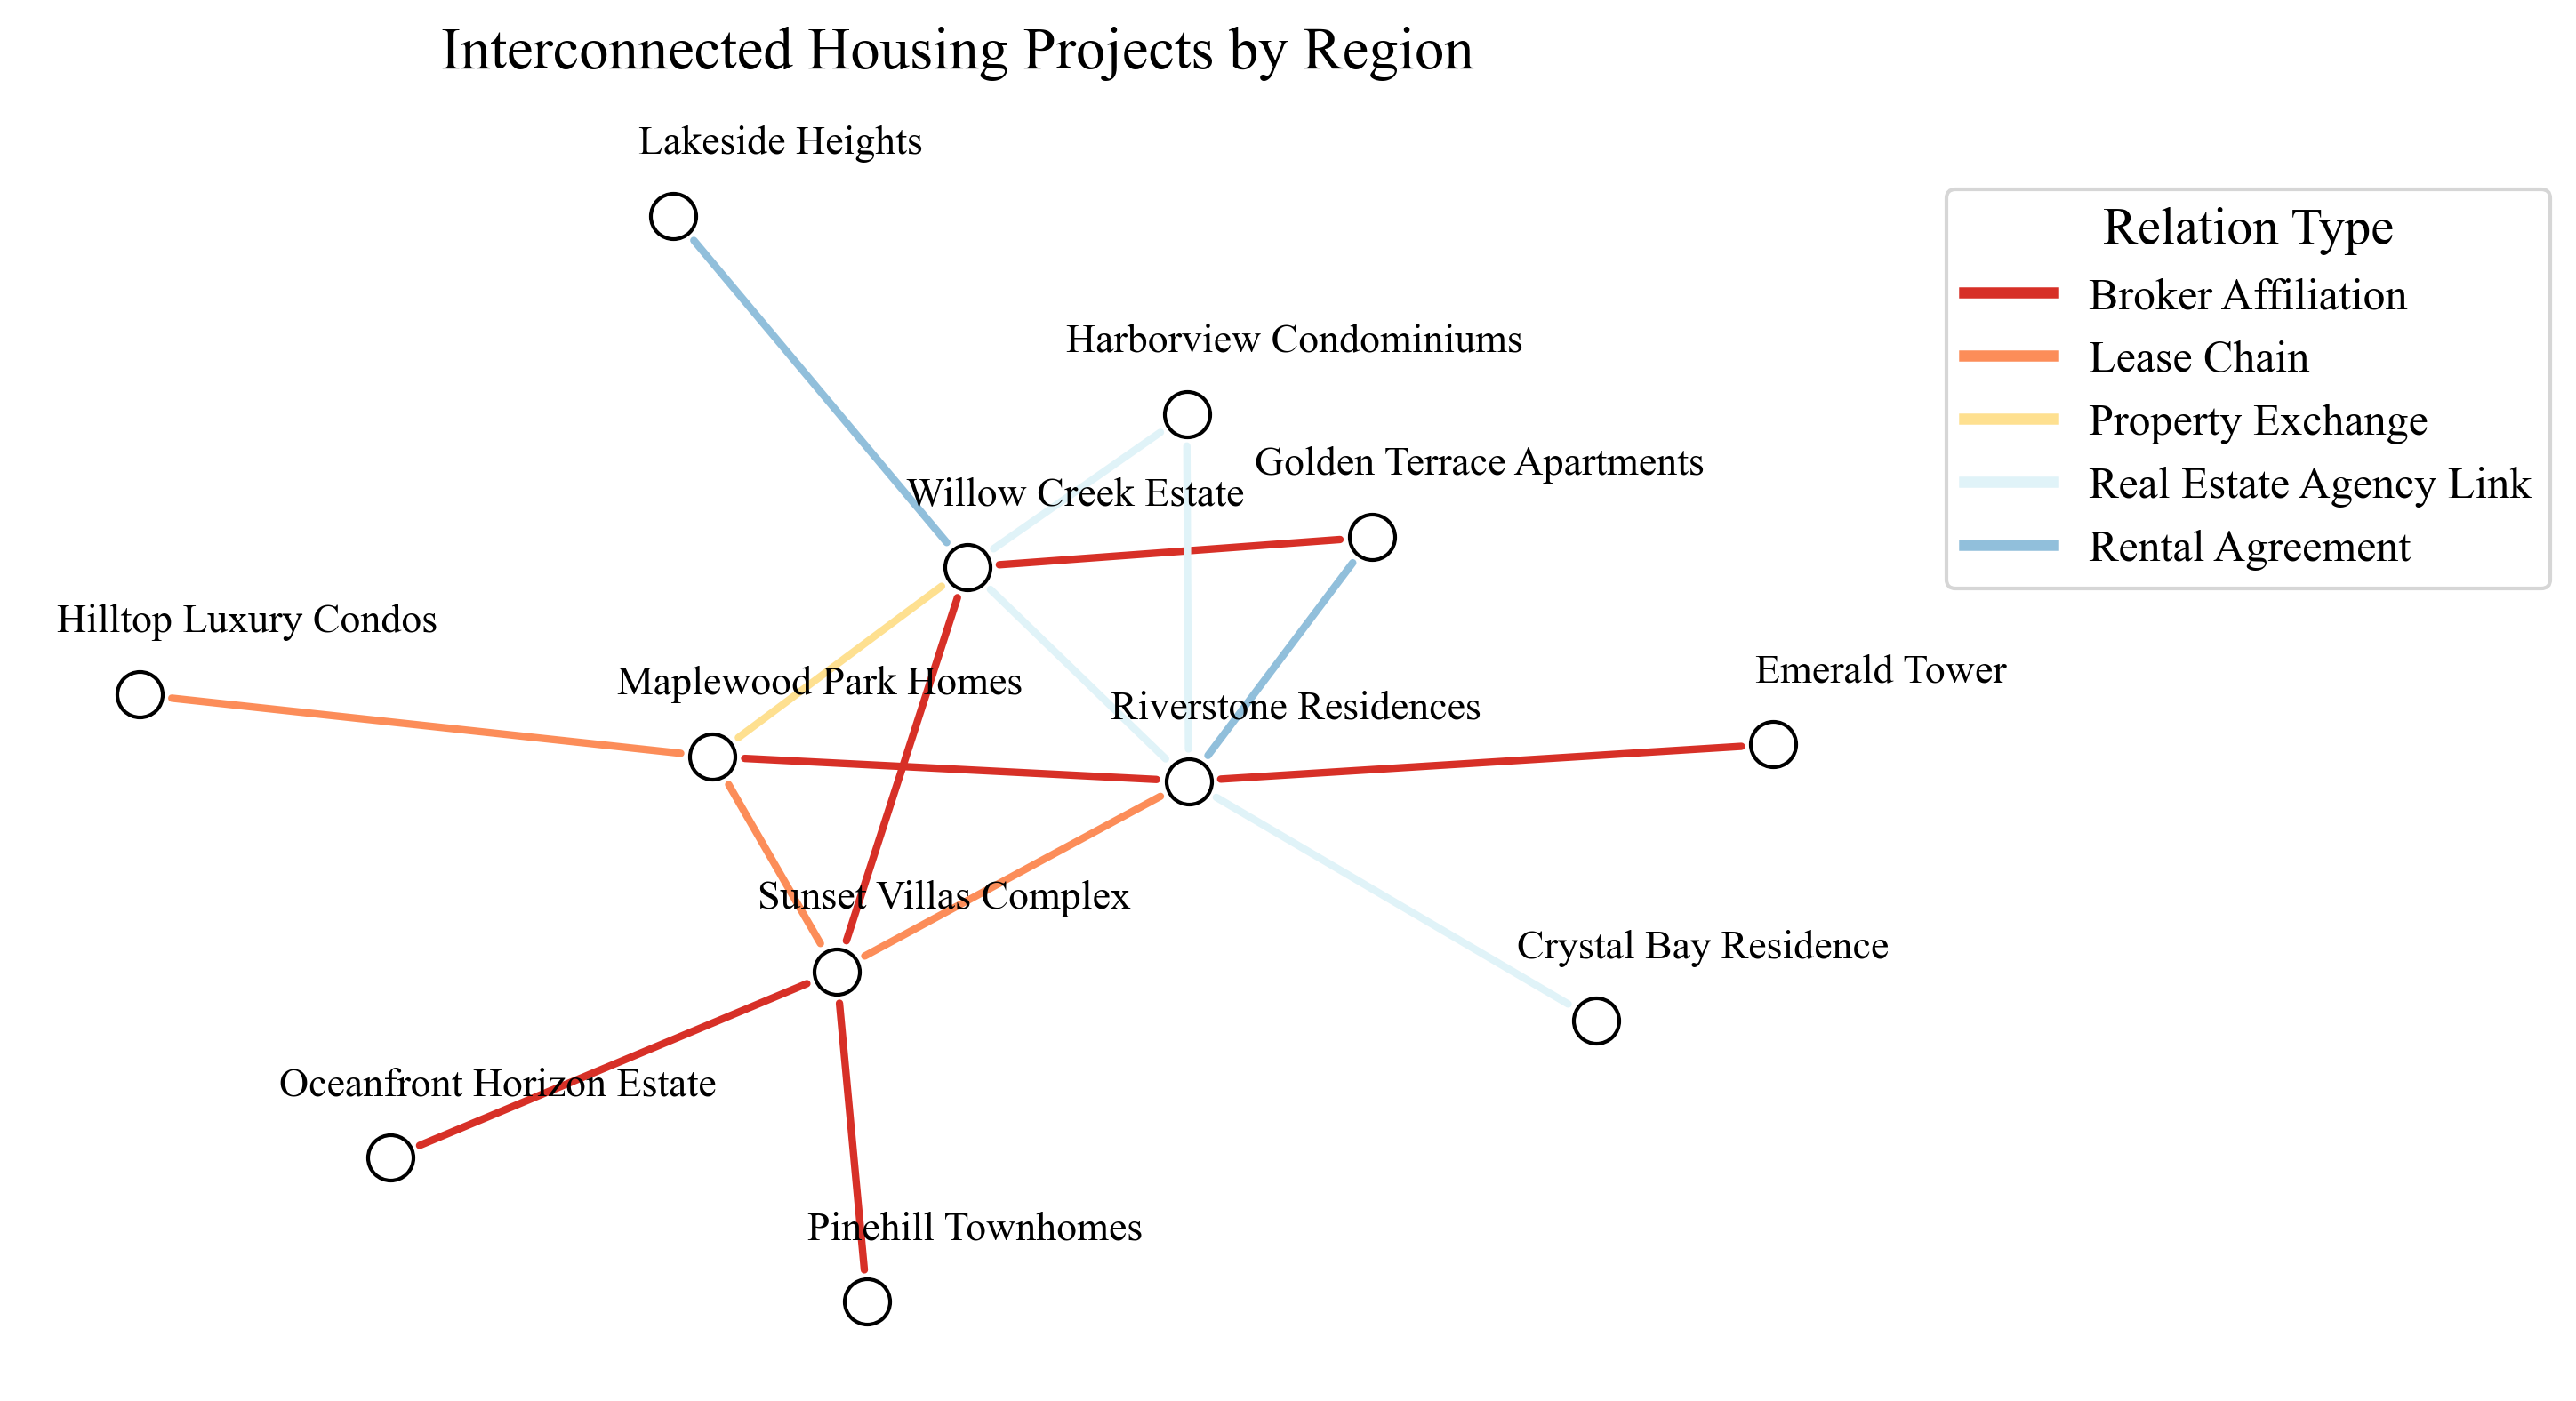 Interconnected Housing Projects by Region
Lakeside Heights
Relation Type
Broker Affiliation
Lease Chain
Property Exchange
Real Estate Agency Link
Rental Agreement
Harborview Condominiums
Golden Terrace Apartments
Willow Creek Estate
Hilltop Luxury Condos
Maplewood Park Homes
Emerald Tower
Riverstone Residences
Sunset Villas Complex
Crystal Bay Residence
Oceanfront Horizon Estate
Pinehill Townhomes